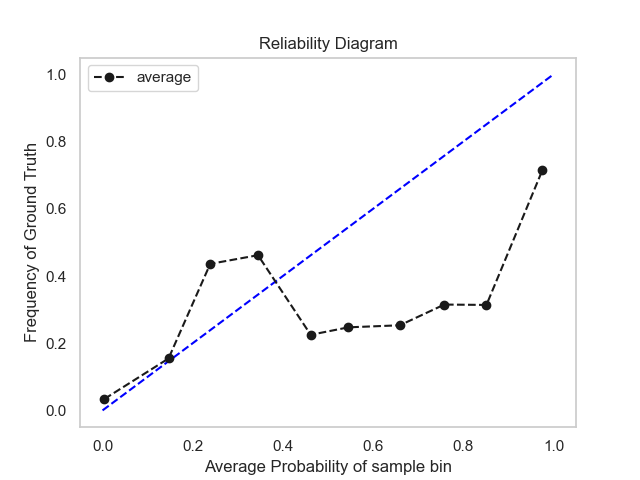 Reliability Diagram
average
Frequency of Ground Truth
1.0
0.8
0.6
0.4
0.2
0.0
0.0 0.2 0.4 0.6 0.8 1.0
Average Probability of sample bin